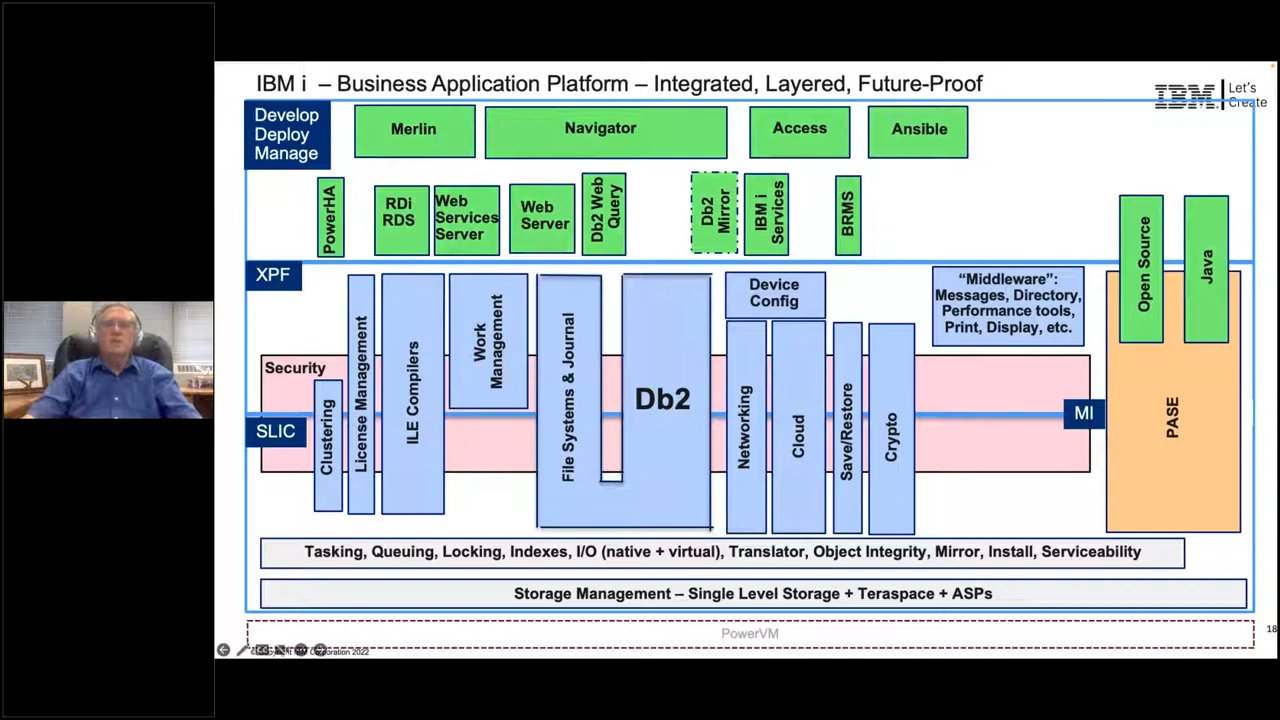 IBM i – Business Application Platform – Integrated, Layered, Future-Proof
IBM
Let's
Create
Develop
Deploy
Manage
Merlin
Navigator
Access
Ansible
PowerHA
RDi
RDS
Web
Services
Server
Web
Server
Db2 Web
Query
Db2
Mirror
IBM i
Services
BRMS
Open Source
Java
XPF
License Management
ILE Compilers
Work
Management
File Systems & Journal
Db2
Device
Config
“Middleware”:
Messages, Directory,
Performance tools,
Print, Display, etc.
Security
Clustering
Networking
Cloud
Save/Restore
Crypto
MI
PASE
SLIC
Tasking, Queuing, Locking, Indexes, I/O (native + virtual), Translator, Object Integrity, Mirror, Install, Serviceability
Storage Management – Single Level Storage + Teraspace + ASPs
PowerVM
18
Corporation 2022